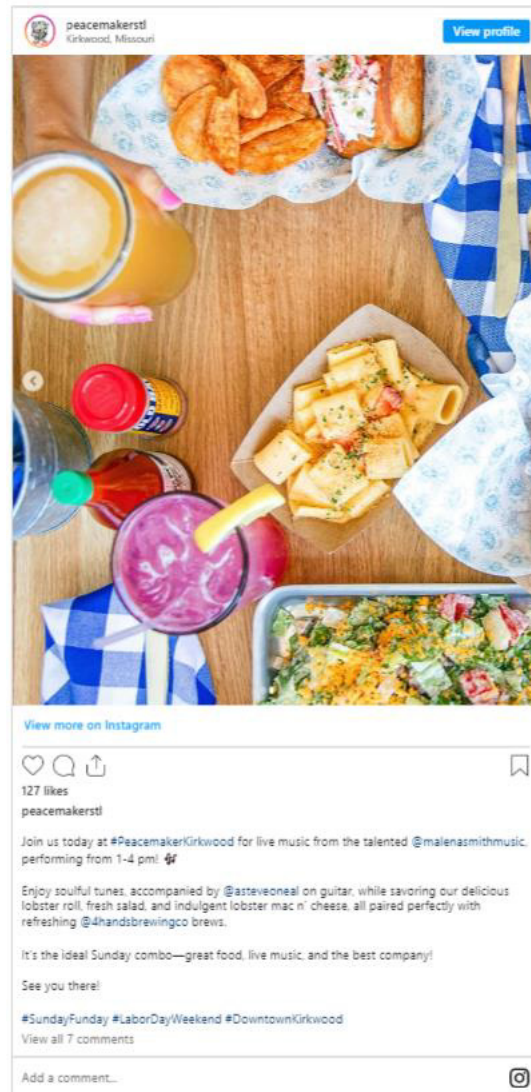 peacemakerstl
Kirkwood, Missouri
View profile
View more on Instagram
127 likes
peacemakerstl
Join us today at #PeacemakerKirkwood for live music from the talented @malenasmithmusic,
performing from 1-4 pm! 🎶
Enjoy soulful tunes, accompanied by @asteveoneal on guitar, while savoring our delicious
lobster roll, fresh salad, and indulgent lobster mac n' cheese, all paired perfectly with
refreshing @4handsbrewingco brews.
It's the ideal Sunday combo—great food, live music, and the best company!
See you there!
#SundayFunday #LaborDayWeekend #DowntownKirkwood
View all 7 comments
Add a comment...